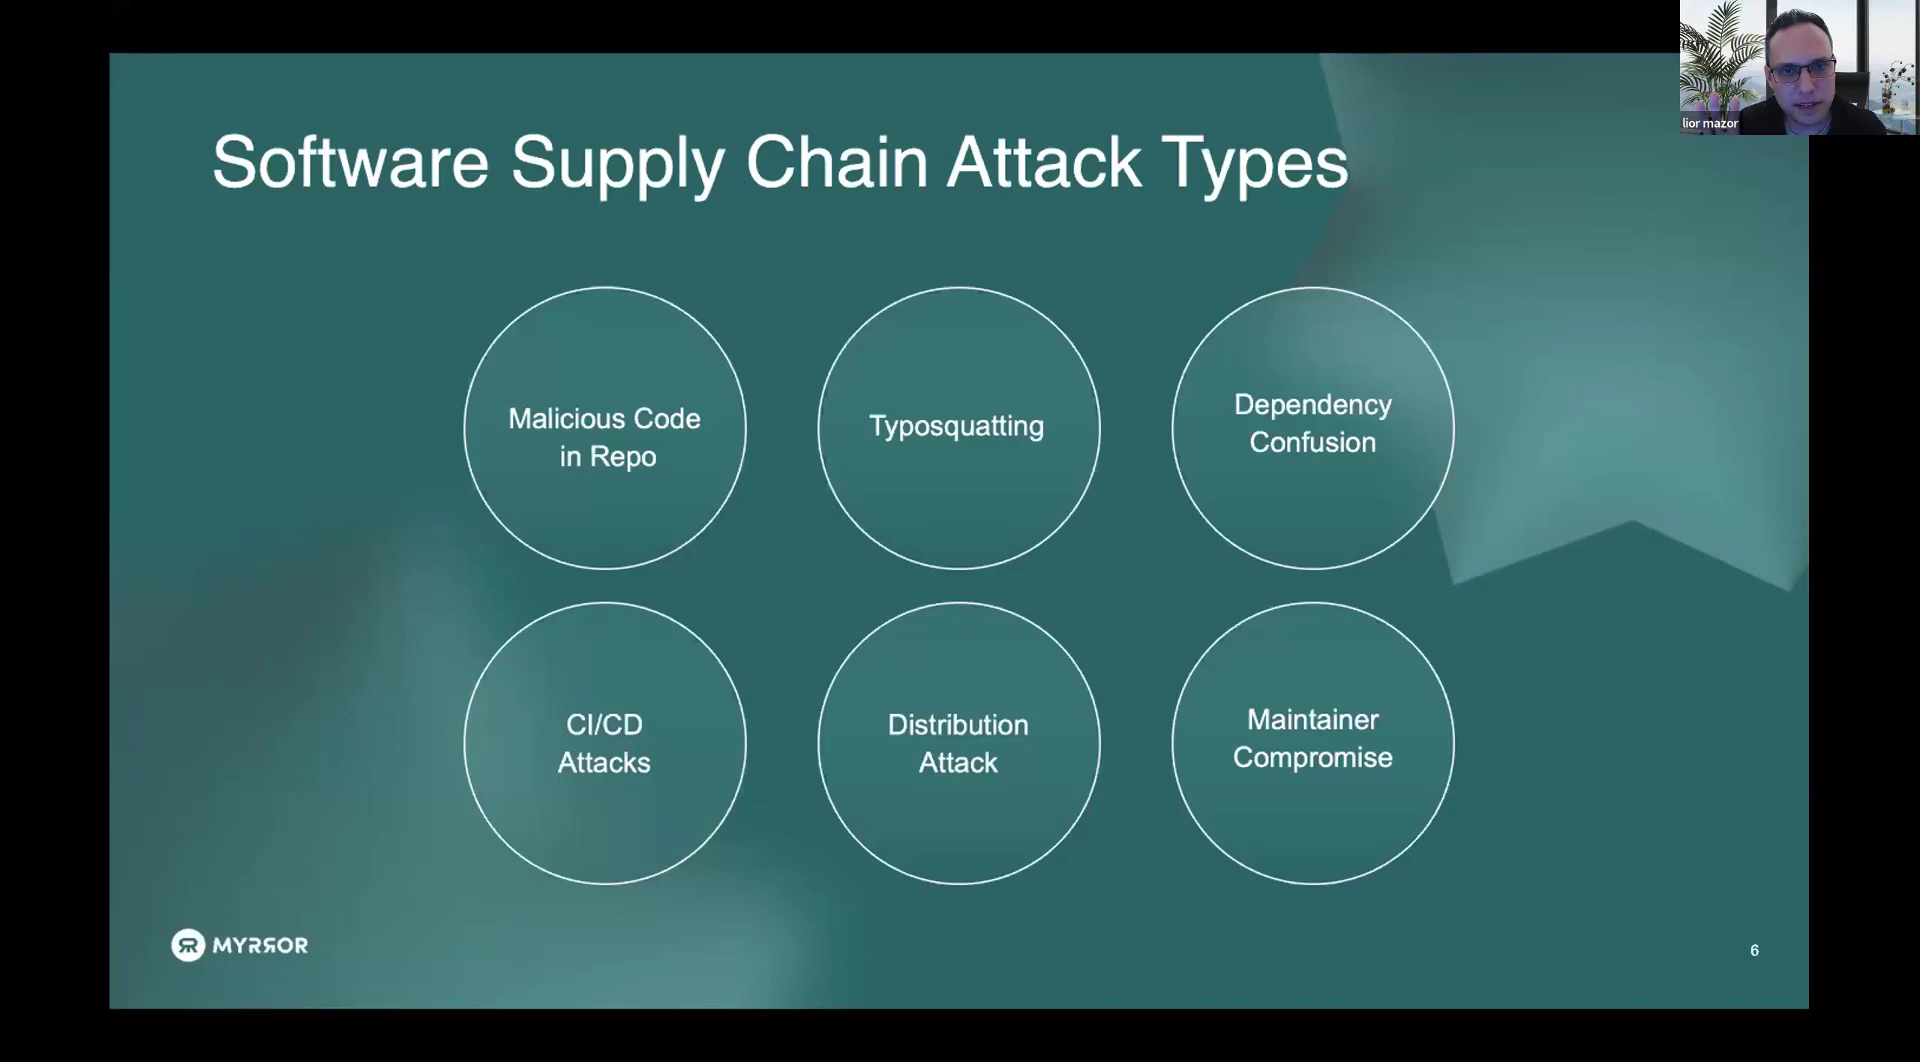 lior mazor
Software Supply Chain Attack Types
Malicious Code
in Repo
Typosquatting
Dependency
Confusion
CI/CD
Attacks
Distribution
Attack
Maintainer
Compromise
MYRROR
6